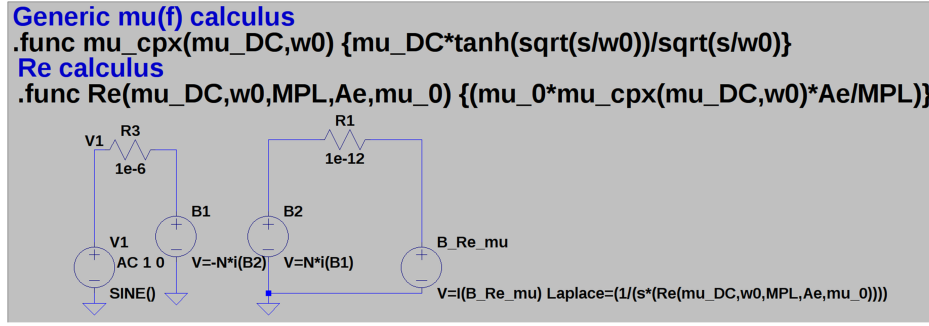 Generic mu(f) calculus
.func mu_cpx(mu_DC,w0) {mu_DC*tanh(sqrt(s/w0))/sqrt(s/w0)}
Re calculus
.func Re(mu_DC,w0,MPL,Ae,mu_0) {(mu_0*mu_cpx(mu_DC,w0)*Ae/MPL)}
R1
R3
V1
1e-12
1e-6
B1
B2
V1
B_Re_mu
AC 1 0
V=-N*i(B2)
V=N*i(B1)
SINE()
V=I(B_Re_mu) Laplace=(1/(s*(Re(mu_DC,w0,MPL,Ae,mu_0))))